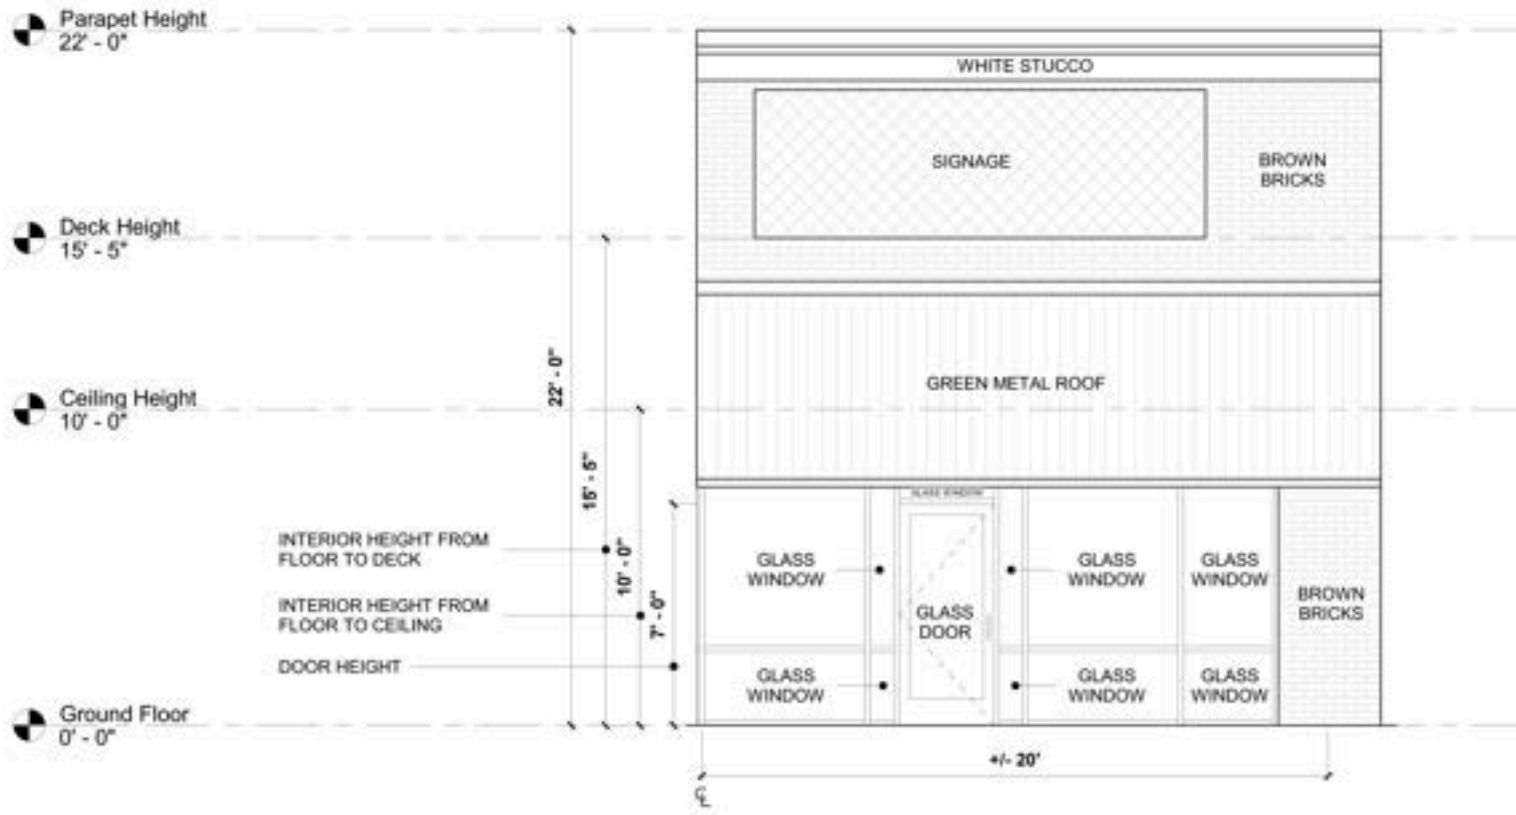 Parapet Height
22' - 0"
WHITE STUCCO
SIGNAGE
BROWN
BRICKS
Deck Height
15' - 5"
22' - 0"
GREEN METAL ROOF
Ceiling Height
10' - 0"
15' - 5"
INTERIOR HEIGHT FROM
FLOOR TO DECK
10' - 0"
INTERIOR HEIGHT FROM
FLOOR TO CEILING
7' - 0"
DOOR HEIGHT
GLASS WINDOW
GLASS
WINDOW
GLASS
DOOR
GLASS
WINDOW
GLASS
WINDOW
BROWN
BRICKS
GLASS
WINDOW
GLASS
WINDOW
GLASS
WINDOW
Ground Floor
0' - 0"
+/- 20'
℄